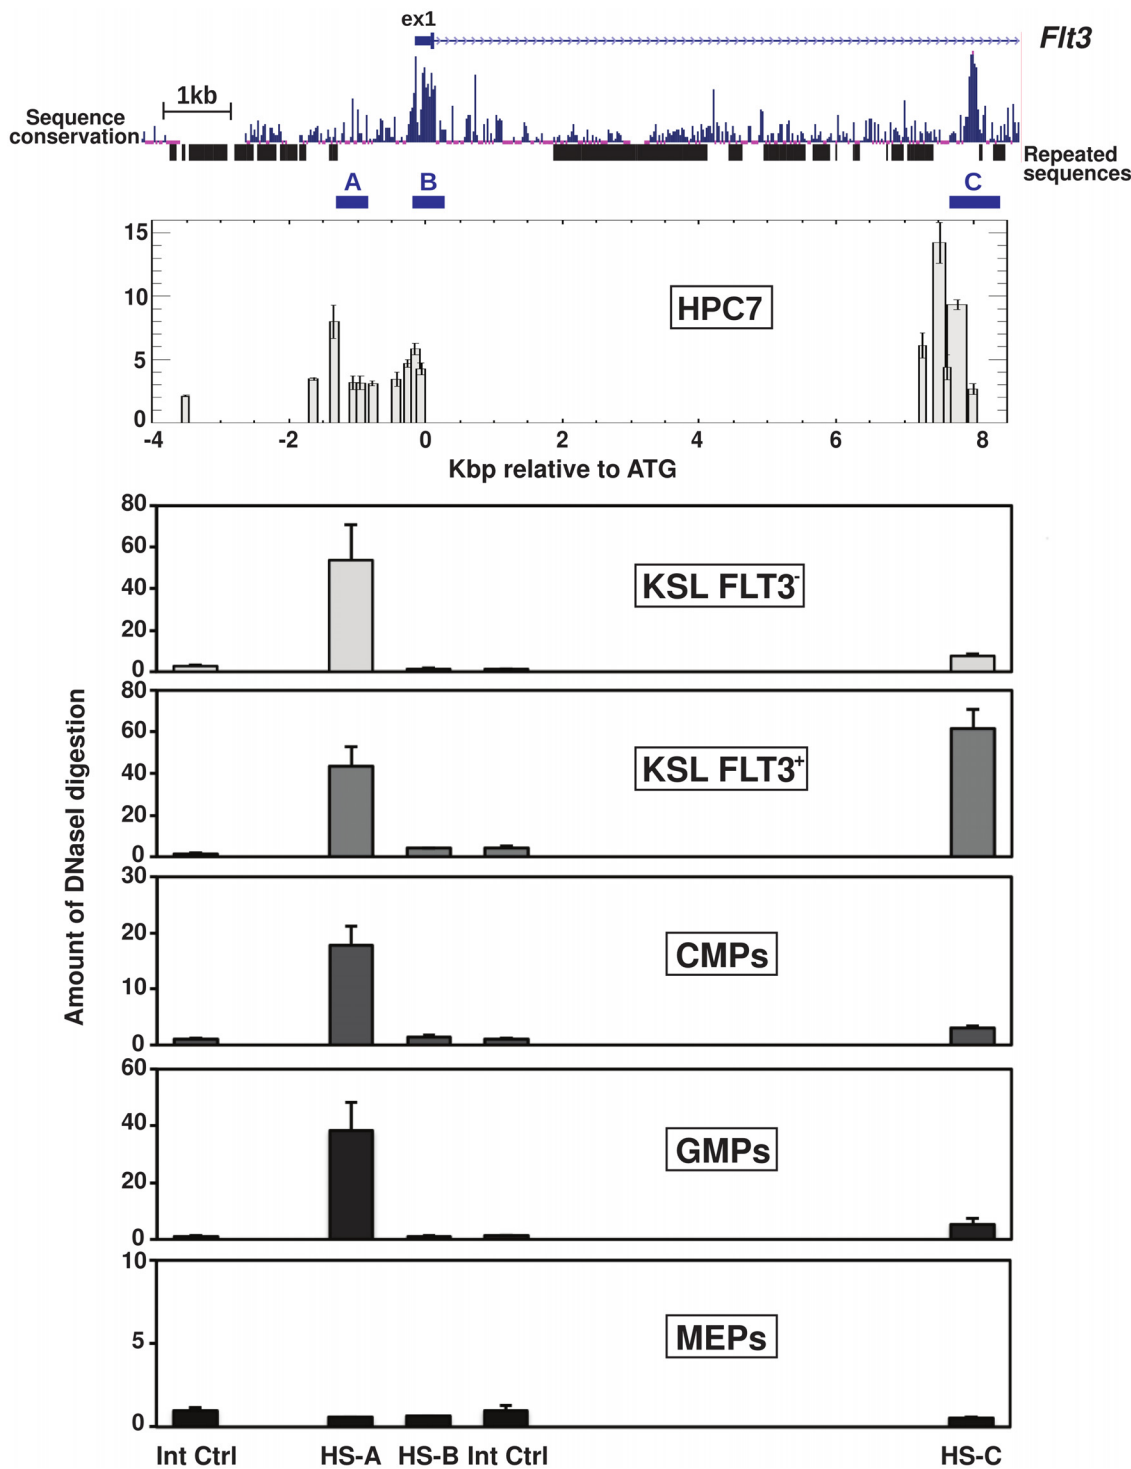 ex1
Flt3
1kb
Sequence
conservation
Repeated
sequences
A B C
15
10
5
0
HPC7
-4 -2 0 2 4 6 8
Kbp relative to ATG
Amount of DNaseI digestion
80
60
40
20
0
KSL FLT3-
80
60
40
20
0
KSL FLT3+
30
20
10
0
CMPs
60
40
20
0
GMPs
10
5
0
MEPs
Int Ctrl HS-A HS-B Int Ctrl HS-C